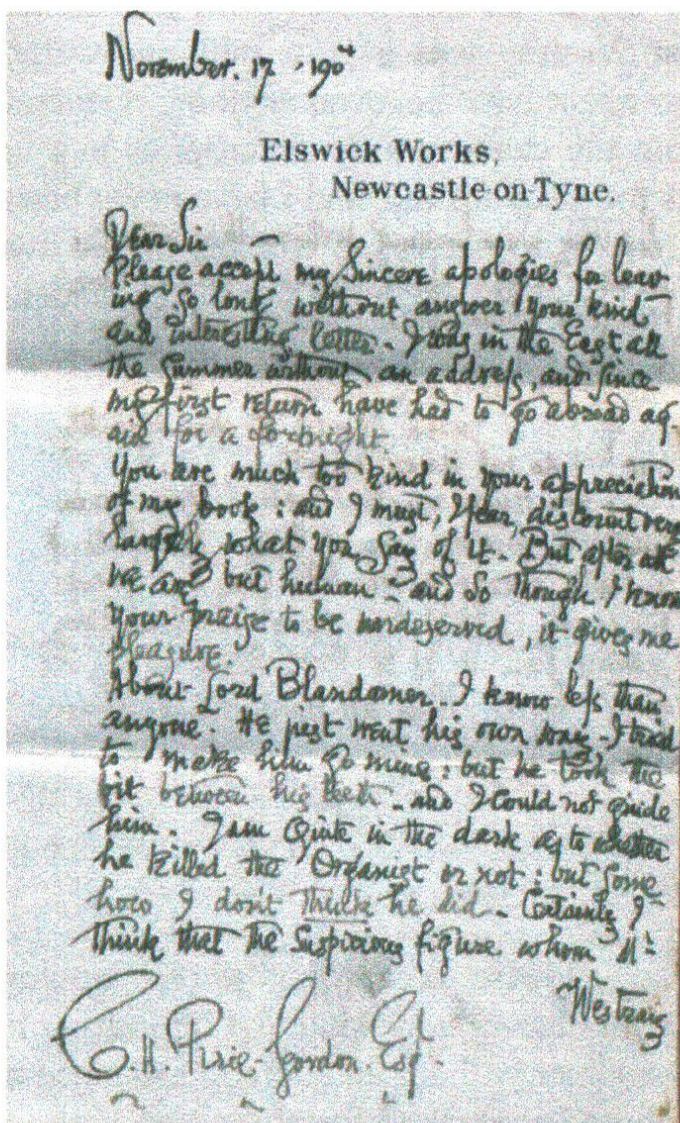 November. 17. 1904
Elswick Works,
Newcastle on Tyne.
Dear Sir
Please accept my sincere apologies for leav
ing so long without answer your kind
and interesting letter. I was in the East all
the summer without an address, and since
my first return have had to go abroad ag-
ain for a fortnight.
You are much too kind in your appreciation
of my book: and I must, I fear, discount very
largely what you say of it. But after all
we are but human - and so though I know
your praise to be undeserved, it gives me
pleasure.
About Lord Blandamer. I know less than
anyone. He just went his own way - I tried
to make him go mine: but he took the
bit between his teeth - and I could not guide
him. I am quite in the dark as to whether
he killed the Organist or not: but some
how I don't think he did. Certainly I
think that the suspicious figure whom Mr
Westray
C. H. Pirie-Gordon. Esq.